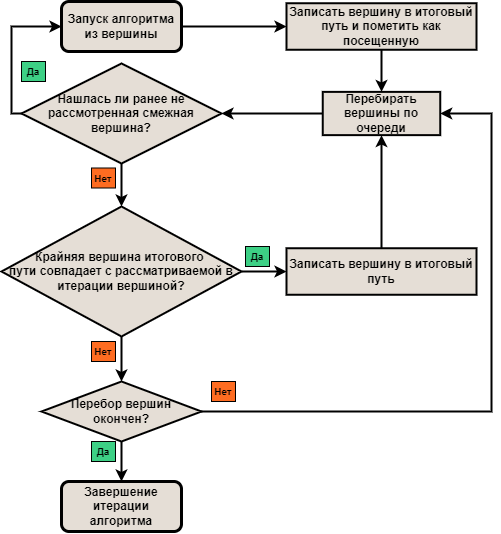 Запуск алгоритма
из вершины
Записать вершину в итоговый
путь и пометить как
посещенную
Да
Нашлась ли ранее не
рассмотренная смежная
вершина?
Перебирать
вершины по
очереди
Нет
Крайняя вершина итогового
пути совпадает с рассматриваемой в
итерации вершиной?
Да
Записать вершину в итоговый
путь
Нет
Перебор вершин
окончен?
Нет
Да
Завершение
итерации
алгоритма